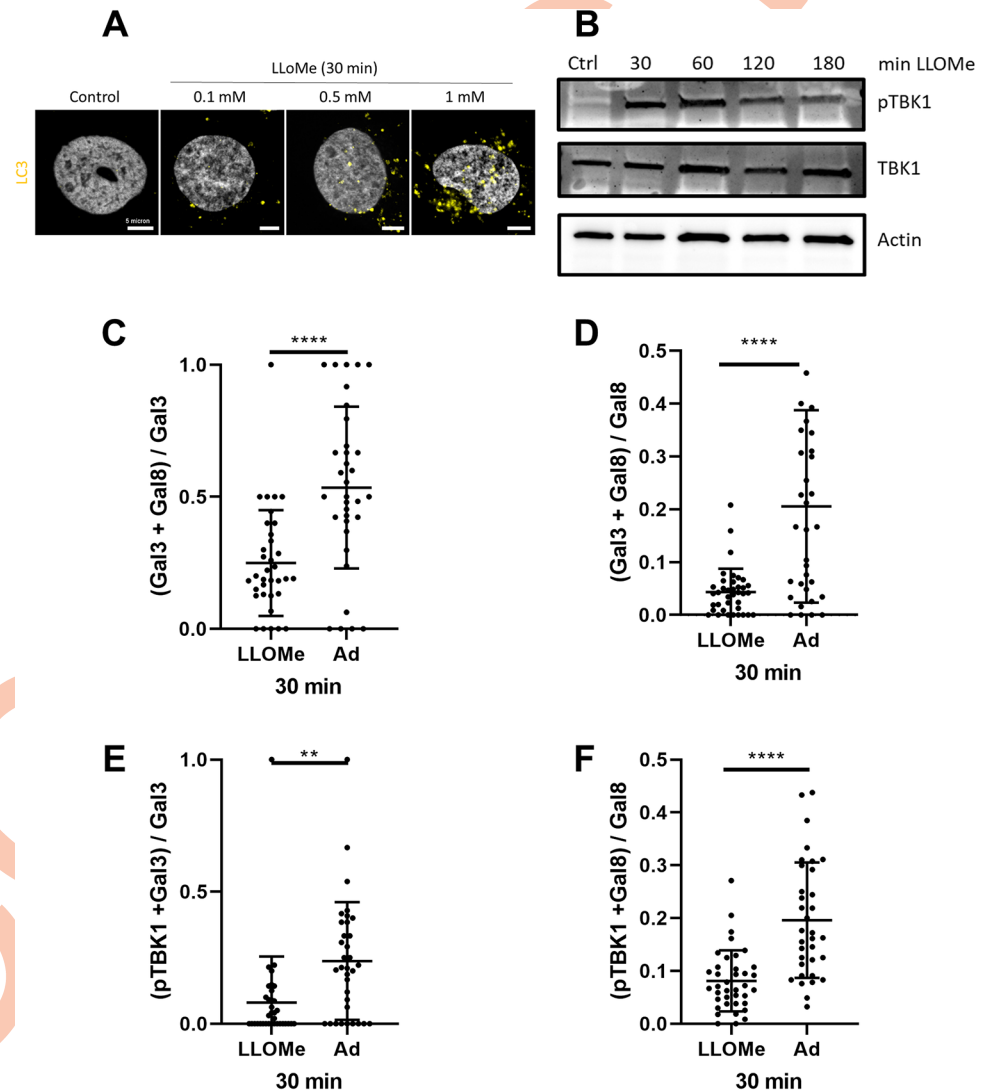 A
LLoMe (30 min)
Control 0.1 mM 0.5 mM 1 mM
LC3
5 micron
B
Ctrl 30 60 120 180 min LLOMe
pTBK1
TBK1
Actin
C
****
(Gal3 + Gal8) / Gal3
1.0
0.5
0.0
LLOMe Ad
30 min
D
****
(Gal3 + Gal8) / Gal8
0.5
0.4
0.3
0.2
0.1
0.0
LLOMe Ad
30 min
E
**
(pTBK1 +Gal3) / Gal3
1.0
0.5
0.0
LLOMe Ad
30 min
F
****
(pTBK1 +Gal8) / Gal8
0.5
0.4
0.3
0.2
0.1
0.0
LLOMe Ad
30 min